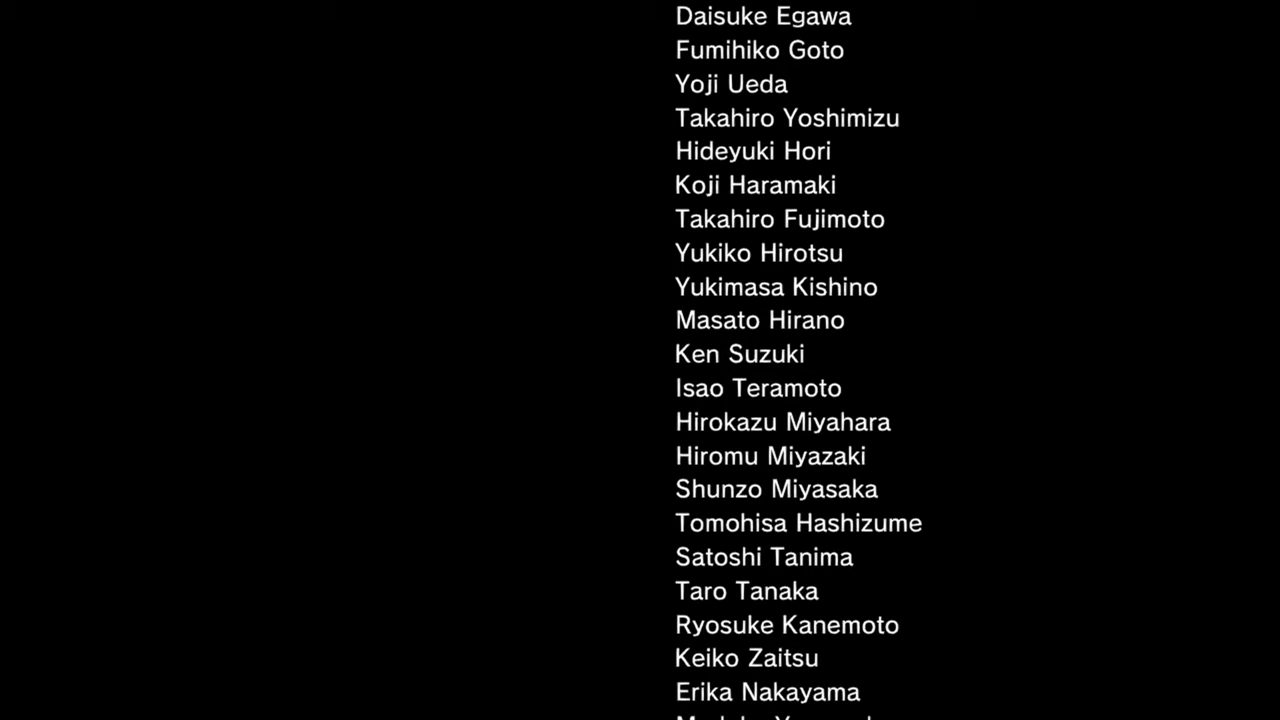 Daisuke Egawa
Fumihiko Goto
Yoji Ueda
Takahiro Yoshimizu
Hideyuki Hori
Koji Haramaki
Takahiro Fujimoto
Yukiko Hirotsu
Yukimasa Kishino
Masato Hirano
Ken Suzuki
Isao Teramoto
Hirokazu Miyahara
Hiromu Miyazaki
Shunzo Miyasaka
Tomohisa Hashizume
Satoshi Tanima
Taro Tanaka
Ryosuke Kanemoto
Keiko Zaitsu
Erika Nakayama